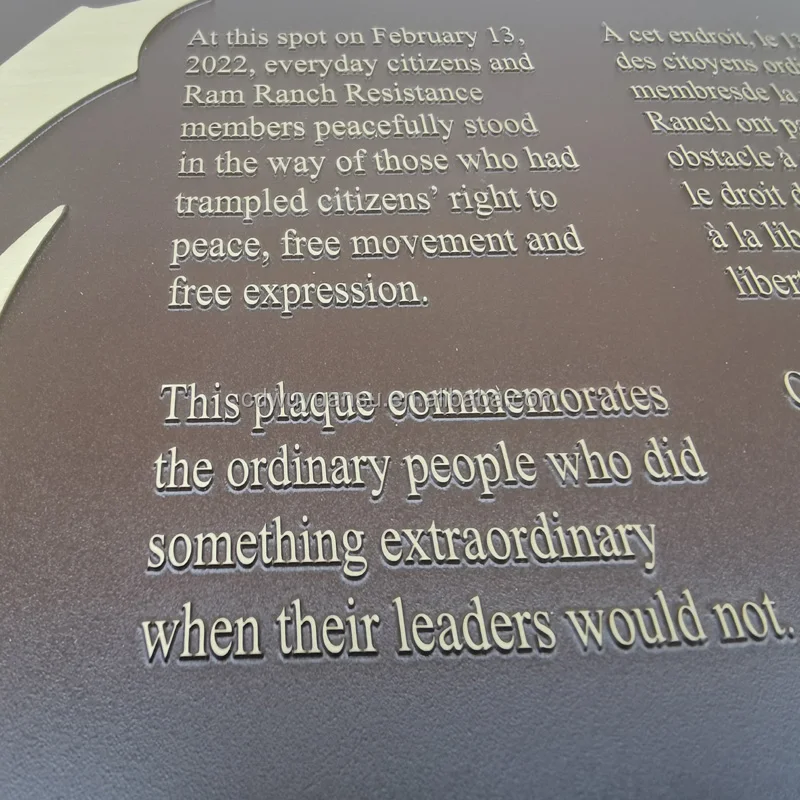 At this spot on February 13,
2022, everyday citizens and
Ram Ranch Resistance
members peacefully stood
in the way of those who had
trampled citizens' right to
peace, free movement and
free expression.
This plaque commemorates
the ordinary people who did
something extraordinary
when their leaders would not.
À cet endroit, le 13
des citoyens ordi
membresde la
Ranch ont p
obstacle à
le droit d
à la lib
libert